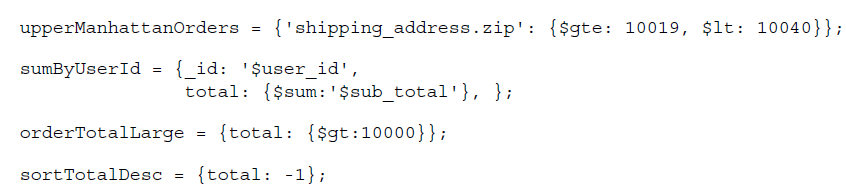 upperManhattanOrders = {'shipping_address.zip': {$gte: 10019, $lt: 10040}};
sumByUserId = {_id: '$user_id',
total: {$sum:'$sub_total'}, };
orderTotalLarge = {total: {$gt:10000}};
sortTotalDesc = {total: -1};